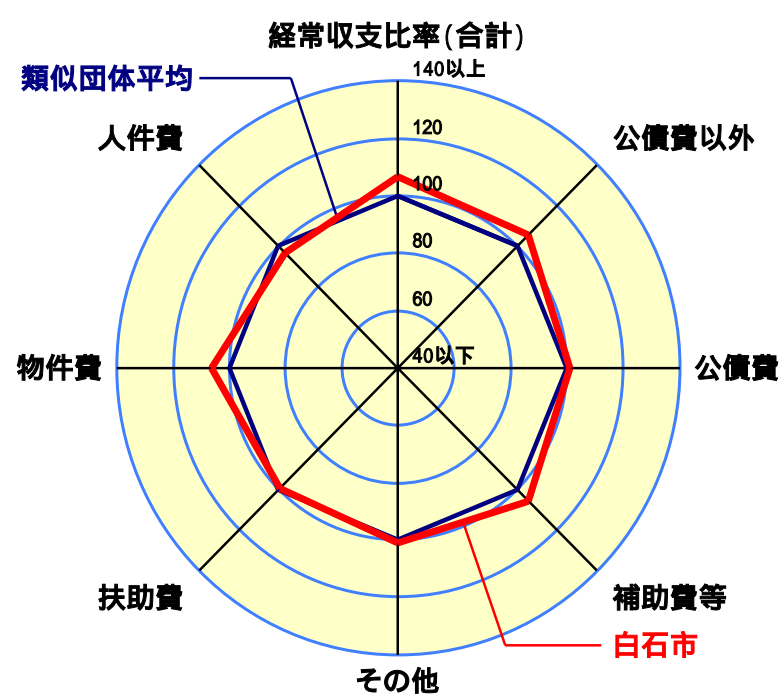 経常収支比率(合計)
140以上
類似団体平均
120
人件費
公債費以外
100
80
60
40以下
物件費
公債費
扶助費
補助費等
白石市
その他